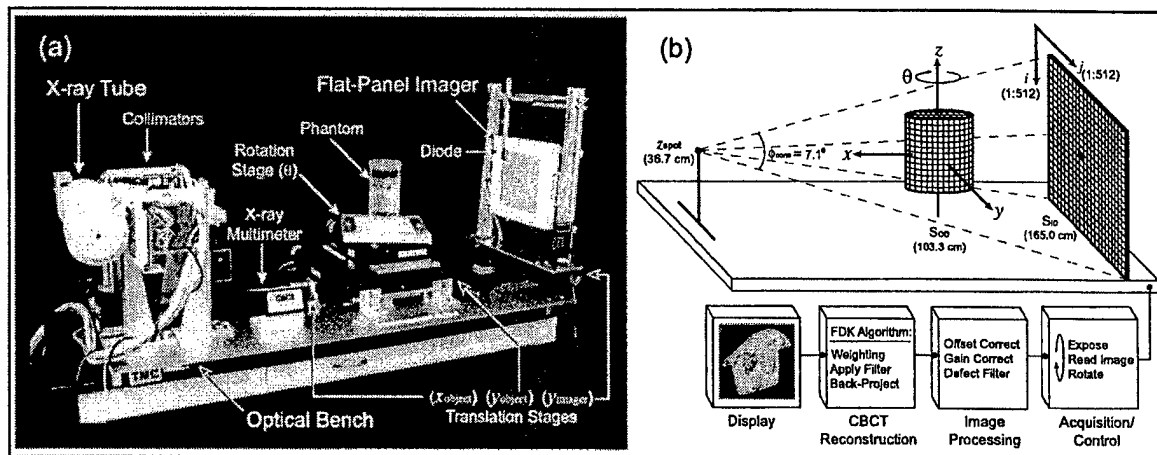 (a)
X-ray Tube
Collimators
Flat-Panel Imager
Phantom
Diode
Rotation
Stage (θ)
X-ray
Multimeter
TMC
Optical Bench
(xobject) (yobject) (yimager)
Translation Stages
(b)
z
θ
i
(1:512)
j
(1:512)
zspot
(36.7 cm)
= 7.1°
x
y
SCO
(103.3 cm)
SID
(165.0 cm)
FDK Algorithm:
Weighting
Apply Filter
Back-Project
Offset Correct
Gain Correct
Defect Filter
Expose
Read Image
Rotate
Display
CBCT
Reconstruction
Image
Processing
Acquisition/
Control